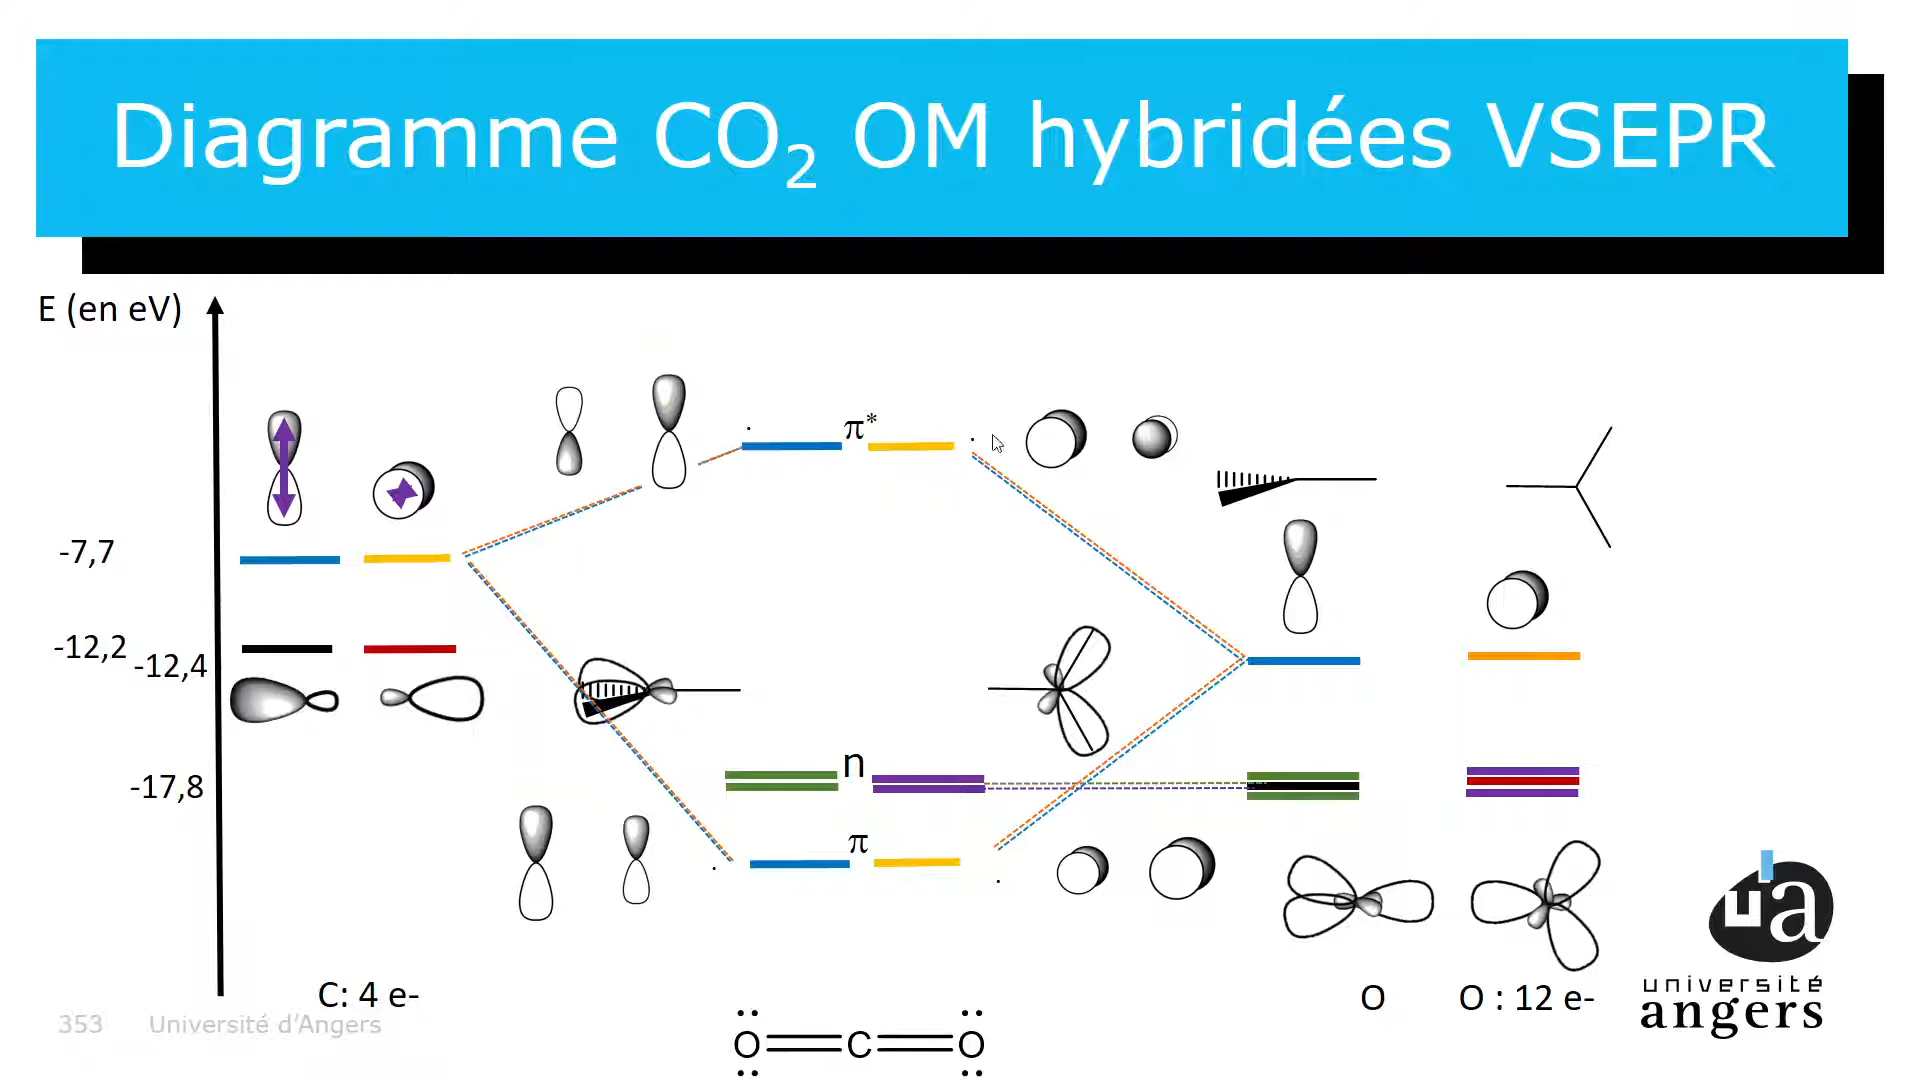 Diagramme CO₂ OM hybridées VSEPR
E (en eV)
π*
-7,7
-12,2
-12,4
n
-17,8
π
C: 4 e-
O
O : 12 e-
O=C=O
353
Université d'Angers
ua
université
angers